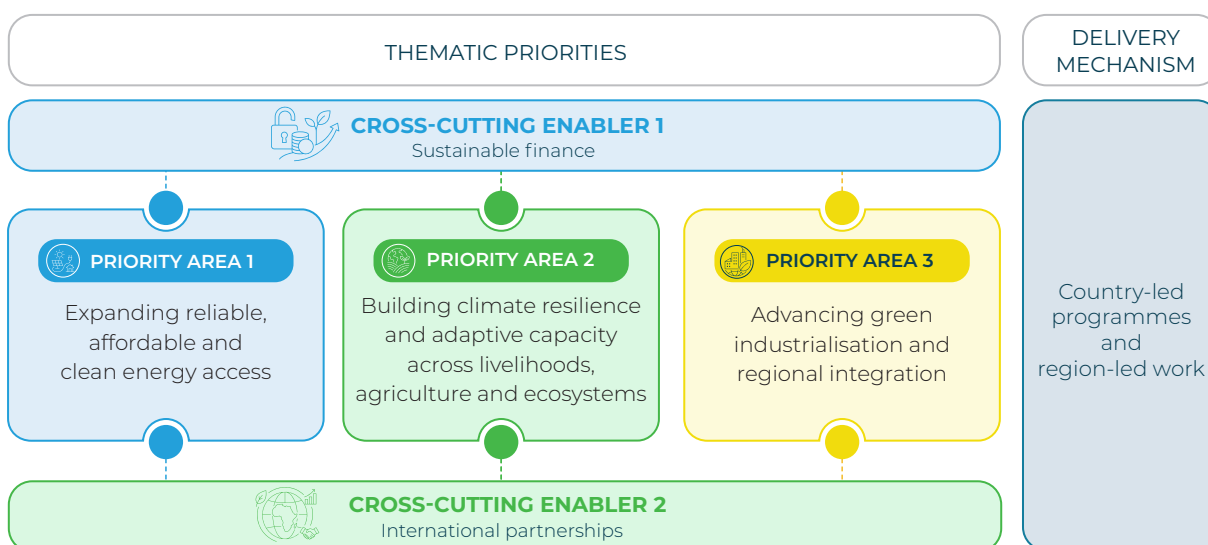 THEMATIC PRIORITIES
DELIVERY
MECHANISM
CROSS-CUTTING ENABLER 1
Sustainable finance
PRIORITY AREA 1
Expanding reliable,
affordable and
clean energy access
PRIORITY AREA 2
Building climate resilience
and adaptive capacity
across livelihoods,
agriculture and ecosystems
PRIORITY AREA 3
Advancing green
industrialisation and
regional integration
Country-led
programmes
and
region-led work
CROSS-CUTTING ENABLER 2
International partnerships